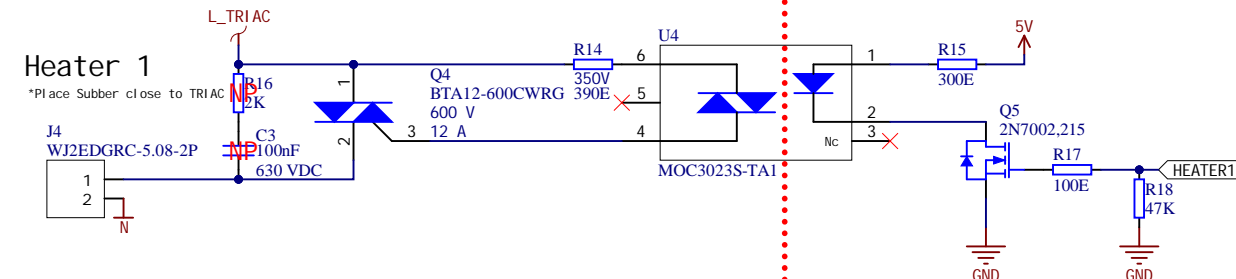 L_TRIAC
Heater 1
*Place Subber close to TRIAC
R16
NP
2K
C3
NP
100nF
630 VDC
J4
WJ2EDGRC-5.08-2P
1
2
N
1
2
3
Q4
BTA12-600CWRG
600 V
12 A
R14
350V
390E
U4
6
5
4
1
2
3
Nc
MOC3023S-TA1
R15
300E
5V
Q5
2N7002,215
R17
100E
HEATER1
R18
47K
GND
GND